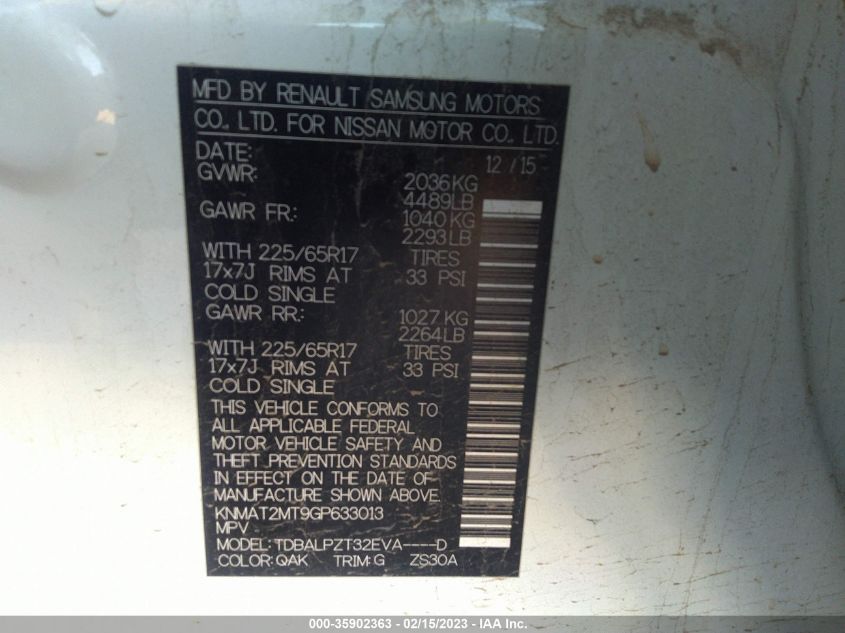 MFD BY RENAULT SAMSUNG MOTORS
CO., LTD. FOR NISSAN MOTOR CO., LTD.
DATE: 12 / 15
GVWR: 2036KG
4489LB
GAWR FR: 1040KG
2293LB
WITH 225/65R17 TIRES
17x7J RIMS AT 33 PSI
COLD SINGLE
GAWR RR: 1027KG
2264LB
WITH 225/65R17 TIRES
17x7J RIMS AT 33 PSI
COLD SINGLE
THIS VEHICLE CONFORMS TO
ALL APPLICABLE FEDERAL
MOTOR VEHICLE SAFETY AND
THEFT PREVENTION STANDARDS
IN EFFECT ON THE DATE OF
MANUFACTURE SHOWN ABOVE.
KNMAT2MT9GP633013
MPV
MODEL: TDBALPZT32EVA----D
COLOR: QAK TRIM: G ZS30A
000-35902363 - 02/15/2023 - IAA Inc.